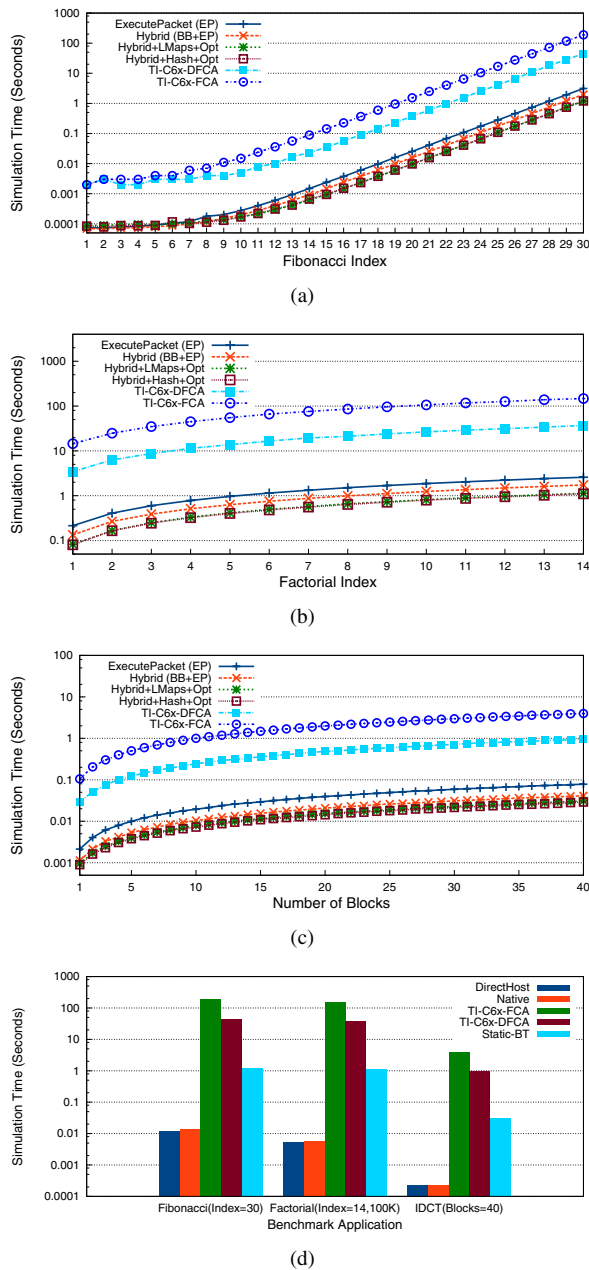 1000
100
10
1
0.1
0.01
0.001
0.0001
Simulation Time (Seconds)
ExecutePacket (EP)
Hybrid (BB+EP)
Hybrid+LMaps+Opt
Hybrid+Hash+Opt
TI-C6x-DFCA
TI-C6x-FCA
1 2 3 4 5 6 7 8 9 10 11 12 13 14 15 16 17 18 19 20 21 22 23 24 25 26 27 28 29 30
Fibonacci Index
(a)
1000
100
10
1
0.1
Simulation Time (Seconds)
ExecutePacket (EP)
Hybrid (BB+EP)
Hybrid+LMaps+Opt
Hybrid+Hash+Opt
TI-C6x-DFCA
TI-C6x-FCA
1 2 3 4 5 6 7 8 9 10 11 12 13 14
Factorial Index
(b)
100
10
1
0.1
0.01
0.001
Simulation Time (Seconds)
ExecutePacket (EP)
Hybrid (BB+EP)
Hybrid+LMaps+Opt
Hybrid+Hash+Opt
TI-C6x-DFCA
TI-C6x-FCA
1 5 10 15 20 25 30 35 40
Number of Blocks
(c)
1000
100
10
1
0.1
0.01
0.001
0.0001
Simulation Time (Seconds)
DirectHost
Native
TI-C6x-FCA
TI-C6x-DFCA
Static-BT
Fibonacci(Index=30) Factorial(Index=14,100K) IDCT(Blocks=40)
Benchmark Application
(d)